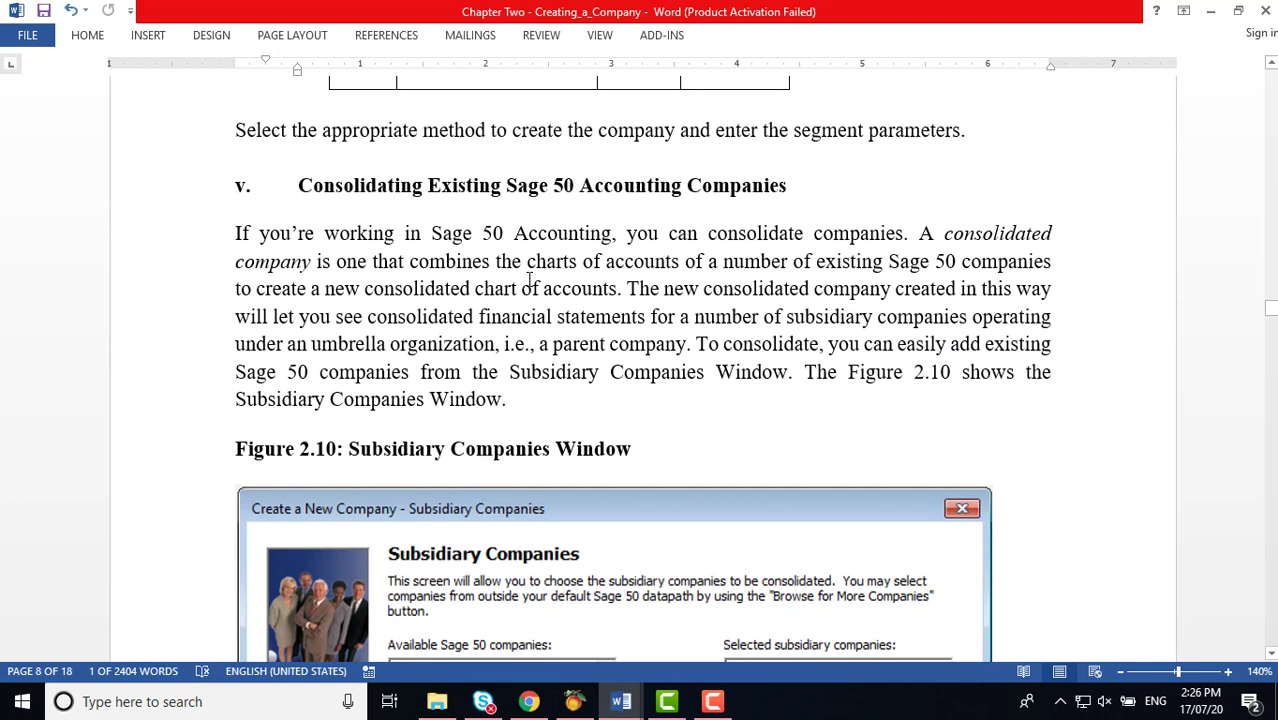 Chapter Two - Creating_a_Company - Word (Product Activation Failed)
FILE HOME INSERT DESIGN PAGE LAYOUT REFERENCES MAILINGS REVIEW VIEW ADD-INS Sign in
1 1 2 3 4 5 6 7
Select the appropriate method to create the company and enter the segment parameters.
v. Consolidating Existing Sage 50 Accounting Companies
If you’re working in Sage 50 Accounting, you can consolidate companies. A consolidated
company is one that combines the charts of accounts of a number of existing Sage 50 companies
to create a new consolidated chart of accounts. The new consolidated company created in this way
will let you see consolidated financial statements for a number of subsidiary companies operating
under an umbrella organization, i.e., a parent company. To consolidate, you can easily add existing
Sage 50 companies from the Subsidiary Companies Window. The Figure 2.10 shows the
Subsidiary Companies Window.
Figure 2.10: Subsidiary Companies Window
Create a New Company - Subsidiary Companies
Subsidiary Companies
This screen will allow you to choose the subsidiary companies to be consolidated. You may select
companies from outside your default Sage 50 datapath by using the "Browse for More Companies"
button.
Available Sage 50 companies: Selected subsidiary companies:
PAGE 8 OF 18 1 OF 2404 WORDS ENGLISH (UNITED STATES) 140%
Type here to search ENG 2:26 PM
17/07/20 2